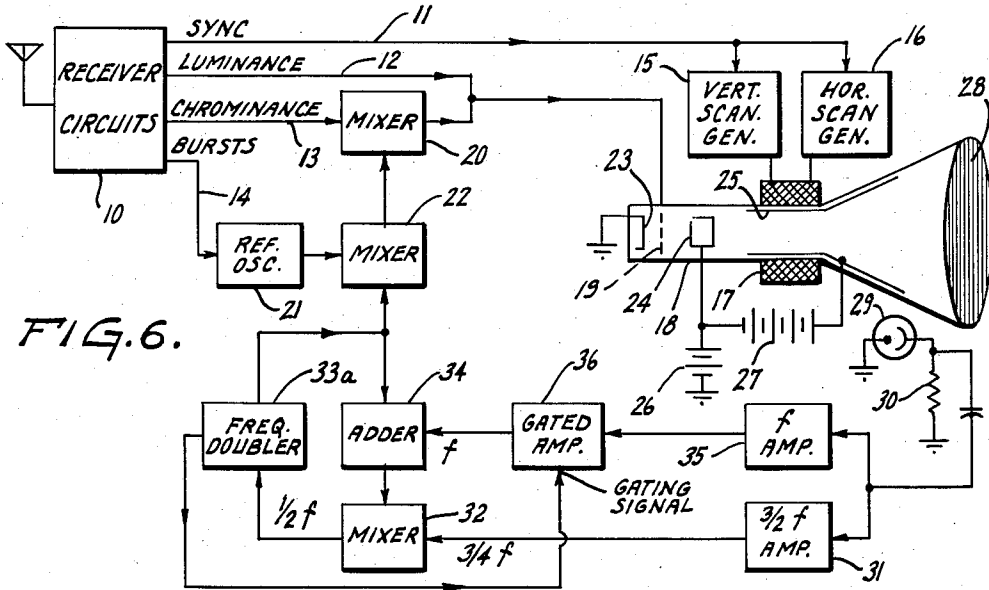 SYNC
11
16
RECEIVER
CIRCUITS
LUMINANCE
12
15
VERT.
SCAN.
GEN.
HOR.
SCAN
GEN.
28
CHROMINANCE
13
MIXER
20
BURSTS
14
10
22
23
25
REF.
OSC.
21
MIXER
19
24
18
17
29
FIG.6.
33a
34
36
26
27
30
FREQ.
DOUBLER
ADDER
f
GATED
AMP.
35
f
AMP.
GATING
SIGNAL
1/2 f
MIXER
32
3/4 f
3/2 f
AMP.
31